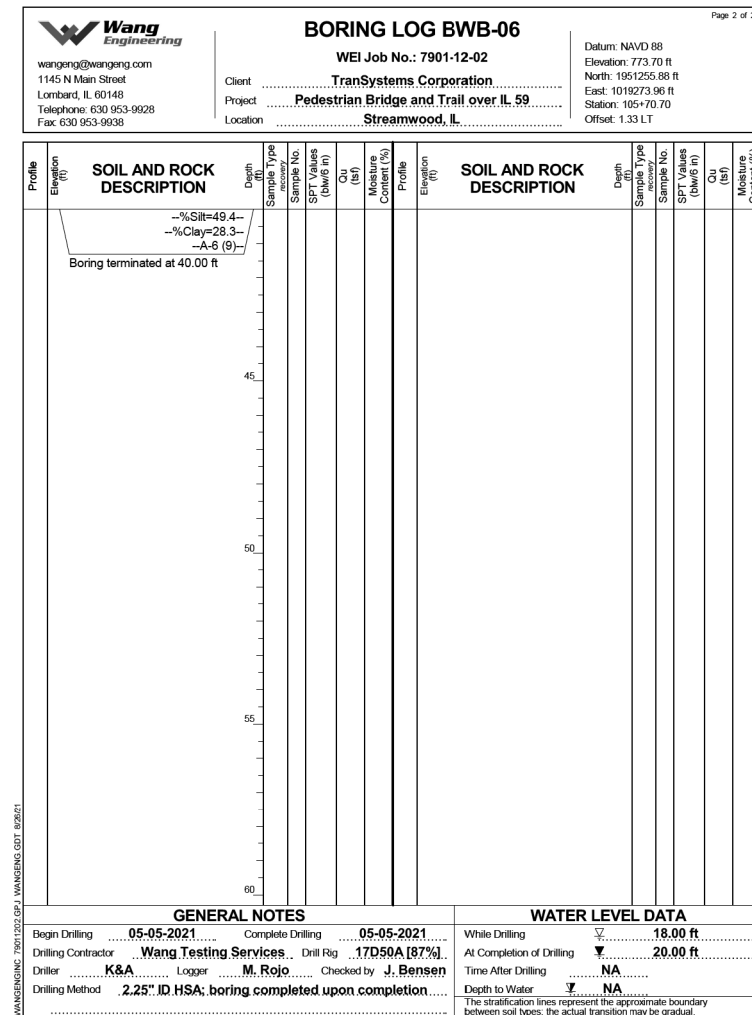 Page 2 of
Wang
Engineering
wangeng@wangeng.com
1145 N Main Street
Lombard, IL 60148
Telephone: 630 953-9928
Fax: 630 953-9938
BORING LOG BWB-06
WEI Job No.: 7901-12-02
Client TranSystems Corporation
Project Pedestrian Bridge and Trail over IL 59
Location Streamwood, IL
Datum: NAVD 88
Elevation: 773.70 ft
North: 1951255.88 ft
East: 1019273.96 ft
Station: 105+70.70
Offset: 1.33 LT
Profile Elevation (ft) SOIL AND ROCK DESCRIPTION Depth (ft) Sample Type recovery Sample No. SPT Values (blw/6 in) Qu (tsf) Moisture Content (%) Profile Elevation (ft) SOIL AND ROCK DESCRIPTION Depth (ft) Sample Type recovery Sample No. SPT Values (blw/6 in) Qu (tsf) Moisture Content (%)
--%Silt=49.4--
--%Clay=28.3--
--A-6 (9)--
Boring terminated at 40.00 ft
45
50
55
60
WANGENGINC 79011202.GPJ WANGENG.GDT 8/26/21
GENERAL NOTES
Begin Drilling 05-05-2021 Complete Drilling 05-05-2021
Drilling Contractor Wang Testing Services Drill Rig 17D50A [87%]
Driller K&A Logger M. Rojo Checked by J. Bensen
Drilling Method 2.25" ID HSA; boring completed upon completion
WATER LEVEL DATA
While Drilling 18.00 ft
At Completion of Drilling 20.00 ft
Time After Drilling NA
Depth to Water NA
The stratification lines represent the approximate boundary
between soil types; the actual transition may be gradual.